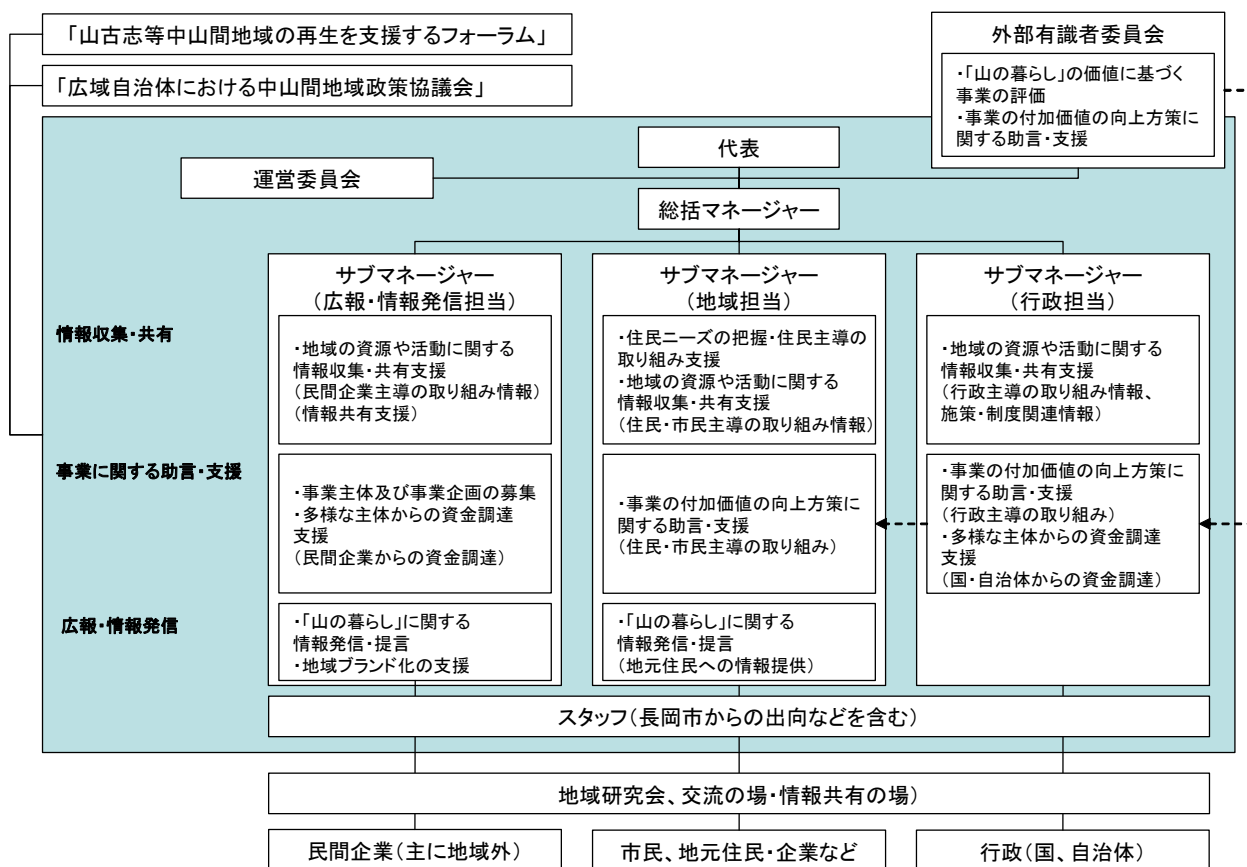 「山古志等中山間地域の再生を支援するフォーラム」
「広域自治体における中山間地域政策協議会」
外部有識者委員会
・「山の暮らし」の価値に基づく
事業の評価
・事業の付加価値の向上方策に
関する助言・支援
代表
運営委員会
総括マネージャー
サブマネージャー
（広報・情報発信担当）
サブマネージャー
（地域担当）
サブマネージャー
（行政担当）
情報収集・共有
・地域の資源や活動に関する
情報収集・共有支援
（民間企業主導の取り組み情報）
（情報共有支援）
・住民ニーズの把握・住民主導の
取り組み支援
・地域の資源や活動に関する
情報収集・共有支援
（住民・市民主導の取り組み情報）
・地域の資源や活動に関する
情報収集・共有支援
（行政主導の取り組み情報、
施策・制度関連情報）
事業に関する助言・支援
・事業主体及び事業企画の募集
・多様な主体からの資金調達
支援
（民間企業からの資金調達）
・事業の付加価値の向上方策に
関する助言・支援
（住民・市民主導の取り組み）
・事業の付加価値の向上方策に
関する助言・支援
（行政主導の取り組み）
・多様な主体からの資金調達
支援
（国・自治体からの資金調達）
広報・情報発信
・「山の暮らし」に関する
情報発信・提言
・地域ブランド化の支援
・「山の暮らし」に関する
情報発信・提言
（地元住民への情報提供）
スタッフ（長岡市からの出向などを含む）
地域研究会、交流の場・情報共有の場）
民間企業（主に地域外）
市民、地元住民・企業など
行政（国、自治体）